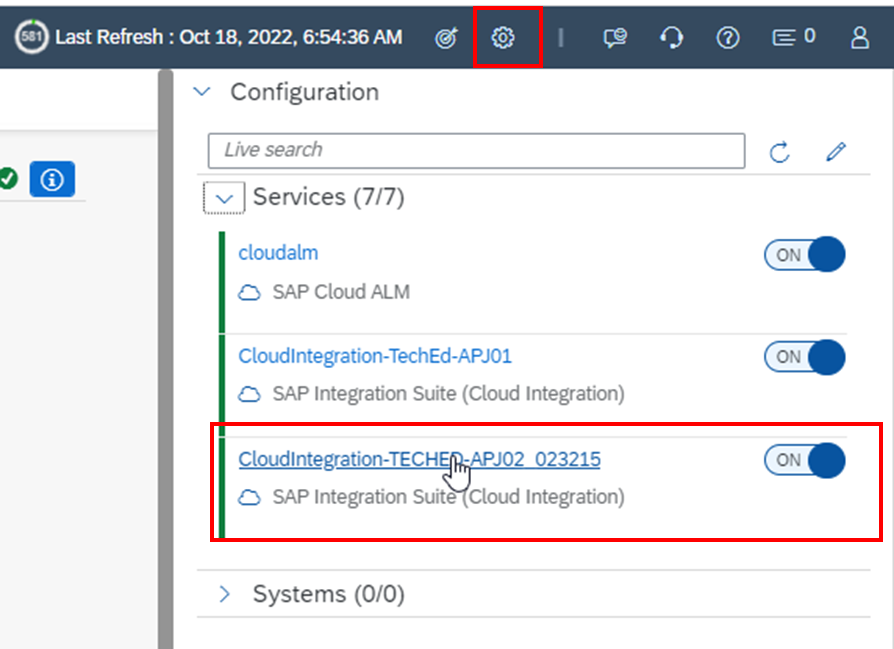 581 Last Refresh : Oct 18, 2022, 6:54:36 AM 0
Configuration
Live search
Services (7/7)
cloudalm ON
SAP Cloud ALM
CloudIntegration-TechEd-APJ01 ON
SAP Integration Suite (Cloud Integration)
CloudIntegration-TECHED-APJ02_023215 ON
SAP Integration Suite (Cloud Integration)
Systems (0/0)